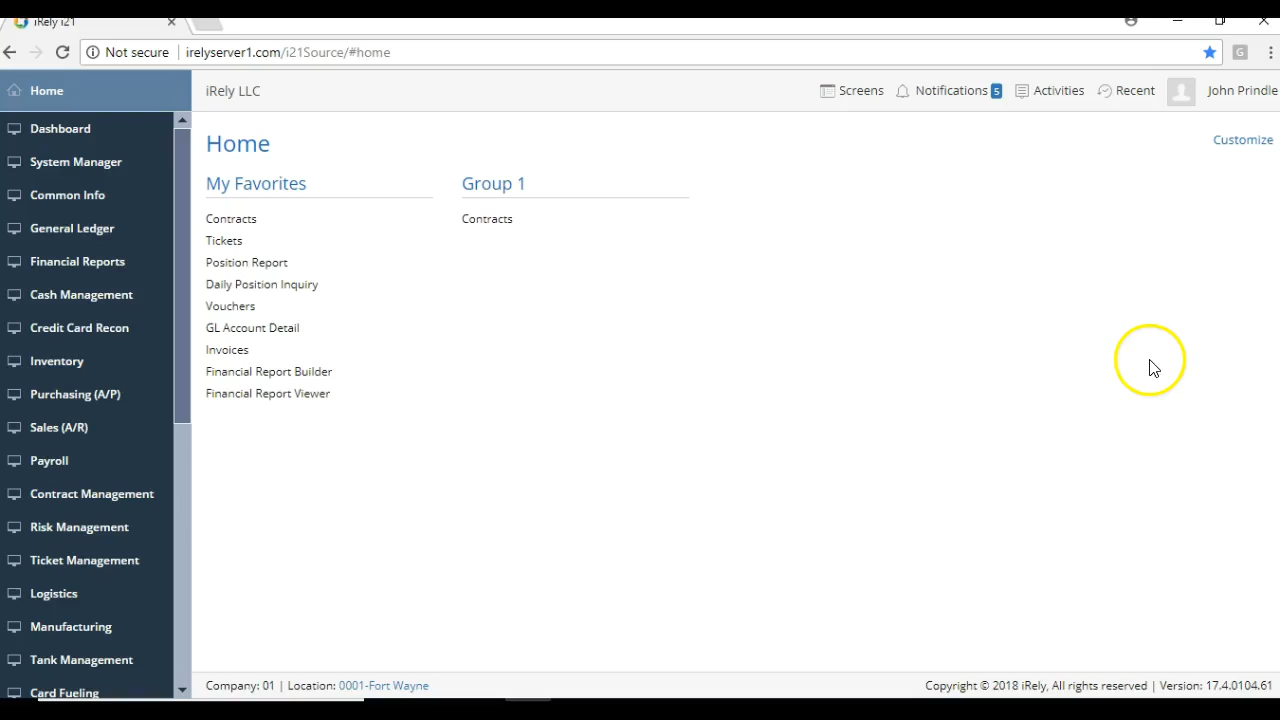 iRely i21
Not secure irelyserver1.com/i21Source/#home
G
Home
iRely LLC
Screens Notifications 5 Activities Recent John Prindle
Dashboard
System Manager
Common Info
General Ledger
Financial Reports
Cash Management
Credit Card Recon
Inventory
Purchasing (A/P)
Sales (A/R)
Payroll
Contract Management
Risk Management
Ticket Management
Logistics
Manufacturing
Tank Management
Card Fueling
Home
Customize
My Favorites
Contracts
Tickets
Position Report
Daily Position Inquiry
Vouchers
GL Account Detail
Invoices
Financial Report Builder
Financial Report Viewer
Group 1
Contracts
Company: 01 | Location: 0001-Fort Wayne
Copyright © 2018 iRely, All rights reserved | Version: 17.4.0104.61